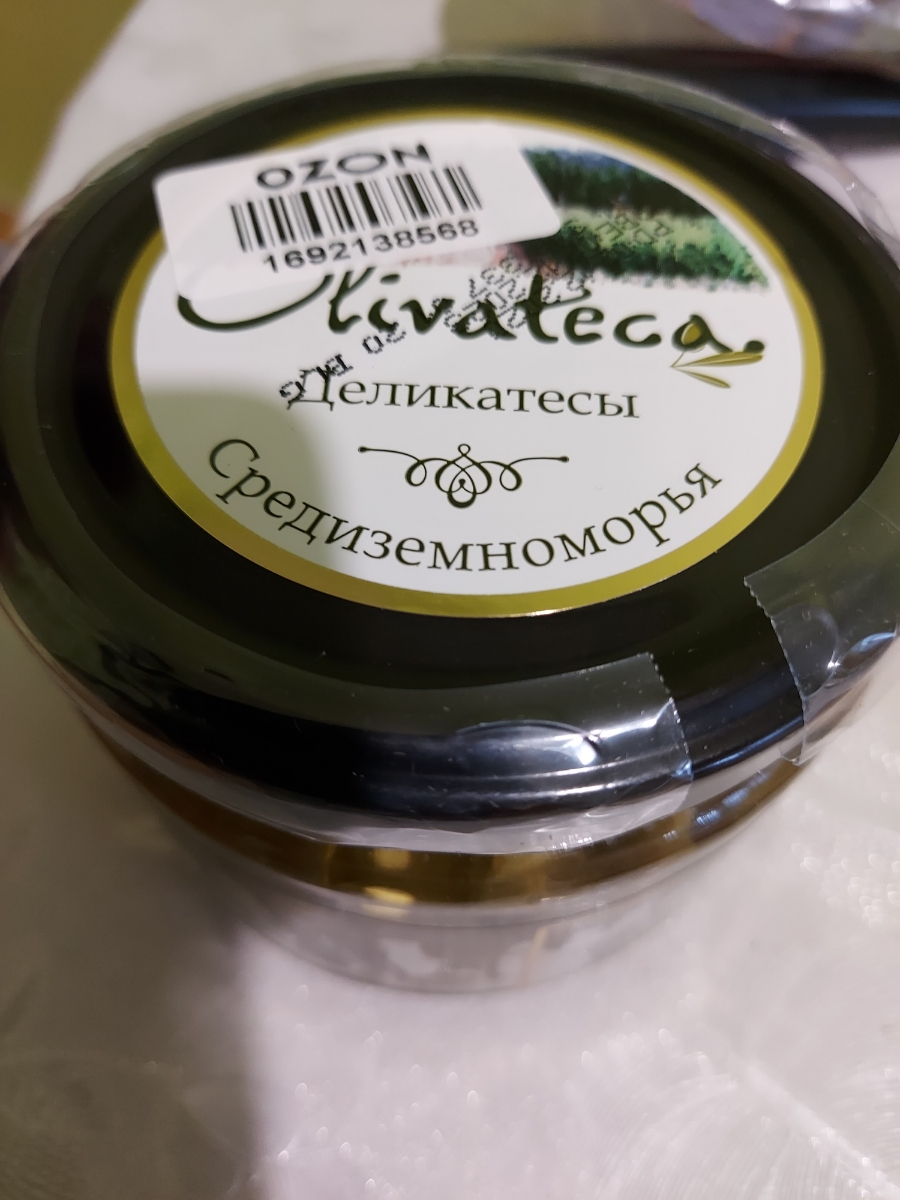 OZON
1692138568
Olivateca
Деликатесы
Средиземноморья